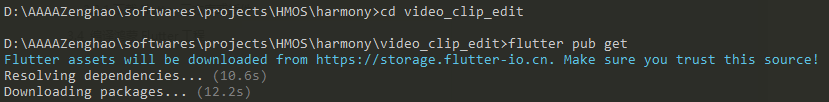 D:\AAAAZenghao\softwares\projects\HMOS\harmony>cd video_clip_edit
D:\AAAAZenghao\softwares\projects\HMOS\harmony\video_clip_edit>flutter pub get
Flutter assets will be downloaded from https://storage.flutter-io.cn. Make sure you trust this source!
Resolving dependencies... (10.6s)
Downloading packages... (12.2s)